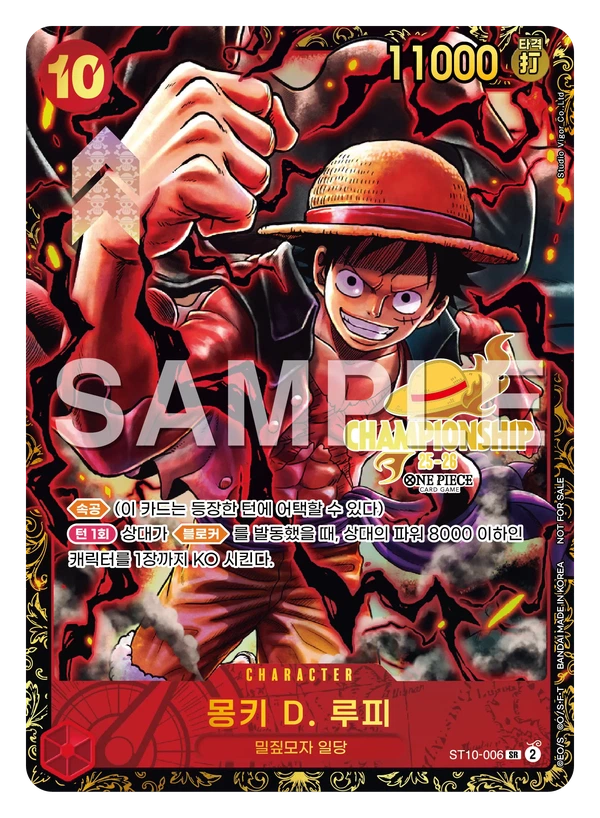 10
11000
타격
打
Studio Vigor Co.,Ltd.
SAMPLE
CHAMPIONSHIP
25-26
ONE PIECE
CARD GAME
속공 (이 카드는 등장한 턴에 어택할 수 있다)
턴 1회 상대가 블로커 를 발동했을 때, 상대의 파워 8000 이하인
캐릭터를 1장까지 KO 시킨다.
CHARACTER
몽키 D. 루피
밀짚모자 일당
ST10-006 SR 2
©E.O/S. ©O/S·F·T BANDAI MADE IN KOREA NOT FOR SALE